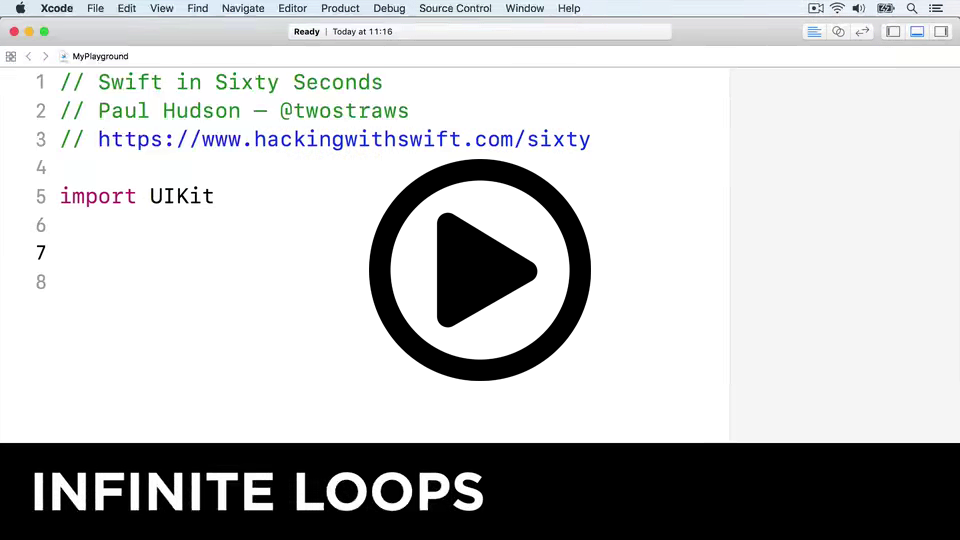 Xcode File Edit View Find Navigate Editor Product Debug Source Control Window Help
Ready | Today at 11:16
MyPlayground
1 // Swift in Sixty Seconds
2 // Paul Hudson — @twostraws
3 // https://www.hackingwithswift.com/sixty
4
5 import UIKit
6
7
8
INFINITE LOOPS